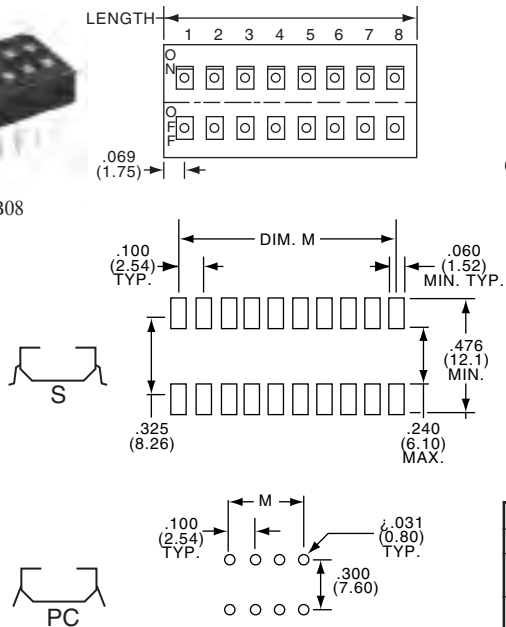 LENGTH
1 2 3 4 5 6 7 8
ON
OFF
.069
(1.75)
308
DIM. M
.100
(2.54)
TYP.
.060
(1.52)
MIN. TYP.
.476
(12.1)
MIN.
S
.325
(8.26)
.240
(6.10)
MAX.
M
.100
(2.54)
TYP.
¿.031
(0.80)
TYP.
.300
(7.60)
PC